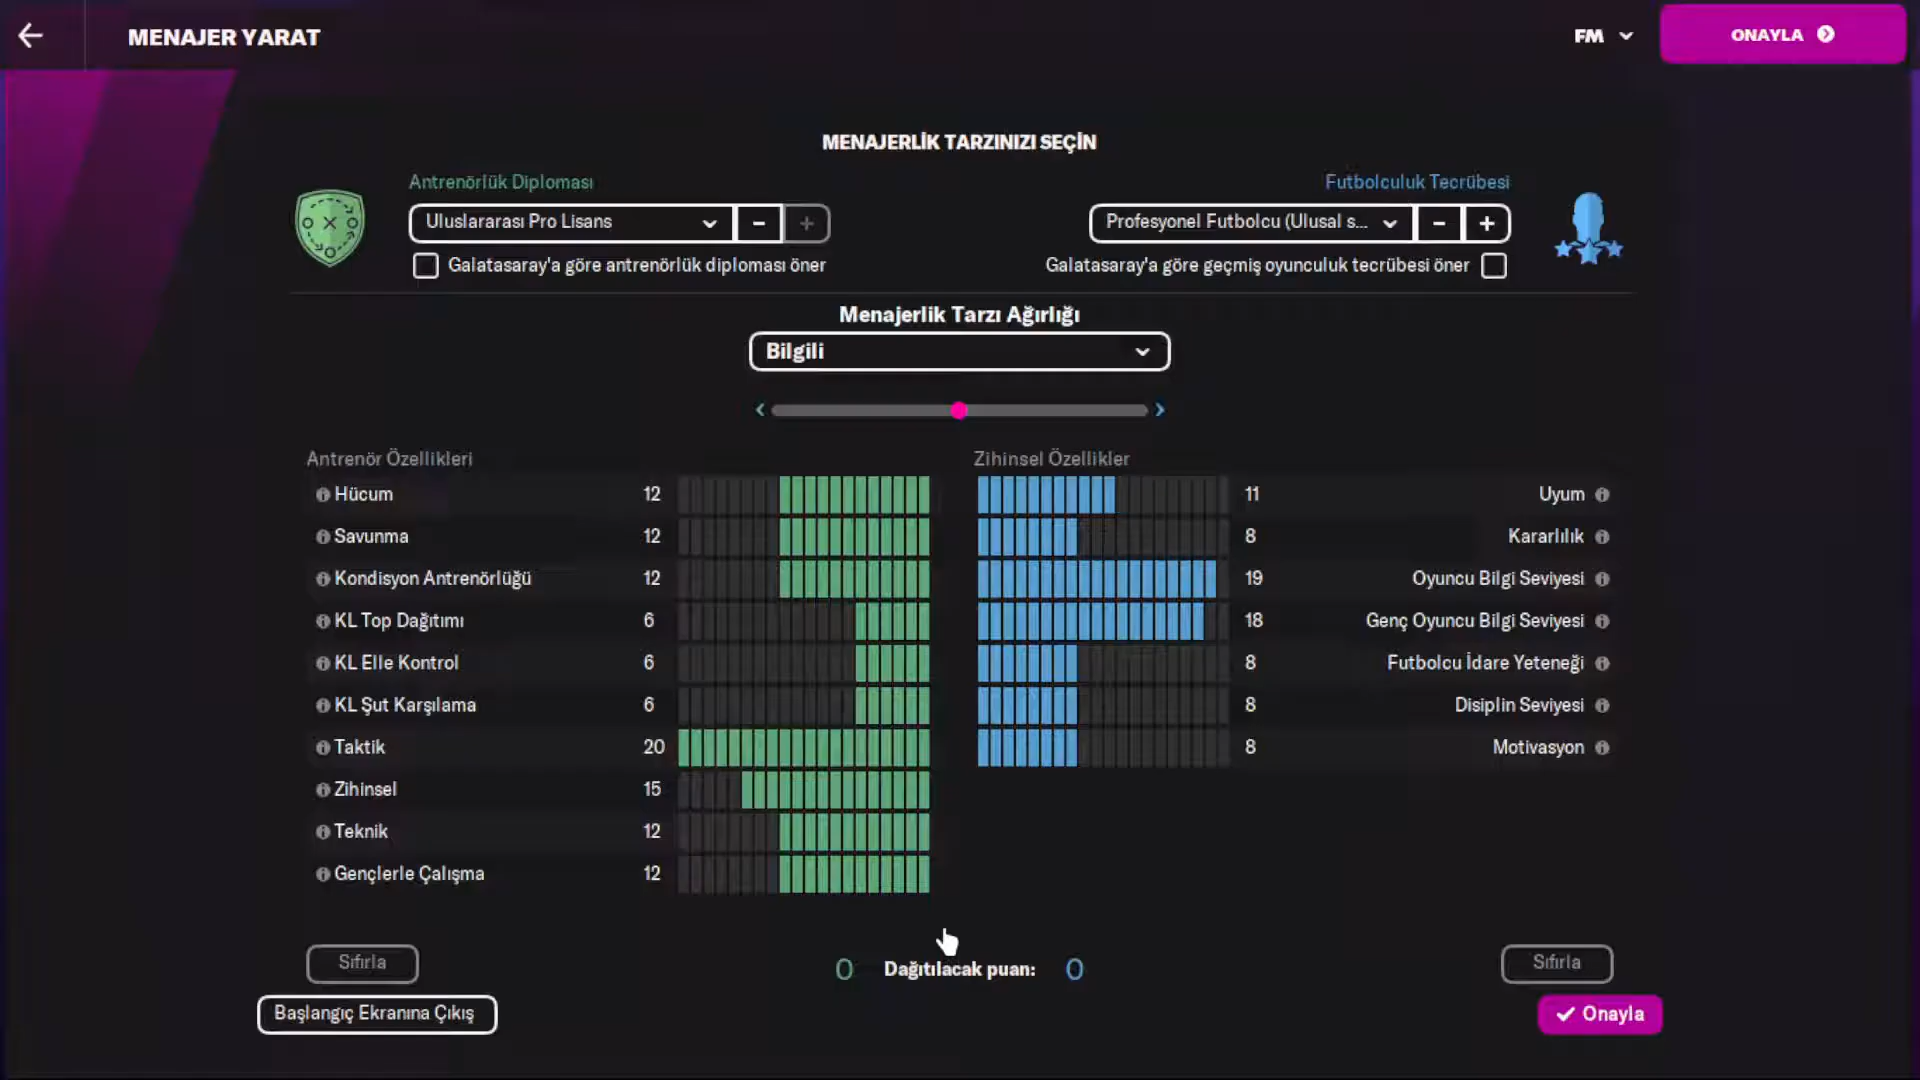 MENAJER YARAT
FM
ONAYLA
MENAJERLİK TARZINIZI SEÇİN
Antrenörlük Diploması
Futbolculuk Tecrübesi
Uluslararası Pro Lisans
-
+
Profesyonel Futbolcu (Ulusal s...
-
+
Galatasaray'a göre antrenörlük diploması öner
Galatasaray'a göre geçmiş oyunculuk tecrübesi öner
Menajerlik Tarzı Ağırlığı
Bilgili
Antrenör Özellikleri
Zihinsel Özellikler
Hücum 12
11 Uyum
Savunma 12
8 Kararlılık
Kondisyon Antrenörlüğü 12
19 Oyuncu Bilgi Seviyesi
KL Top Dağıtımı 6
18 Genç Oyuncu Bilgi Seviyesi
KL Elle Kontrol 6
8 Futbolcu İdare Yeteneği
KL Şut Karşılama 6
8 Disiplin Seviyesi
Taktik 20
8 Motivasyon
Zihinsel 15
Teknik 12
Gençlerle Çalışma 12
Sıfırla
0 Dağıtılacak puan: 0
Sıfırla
Başlangıç Ekranına Çıkış
Onayla